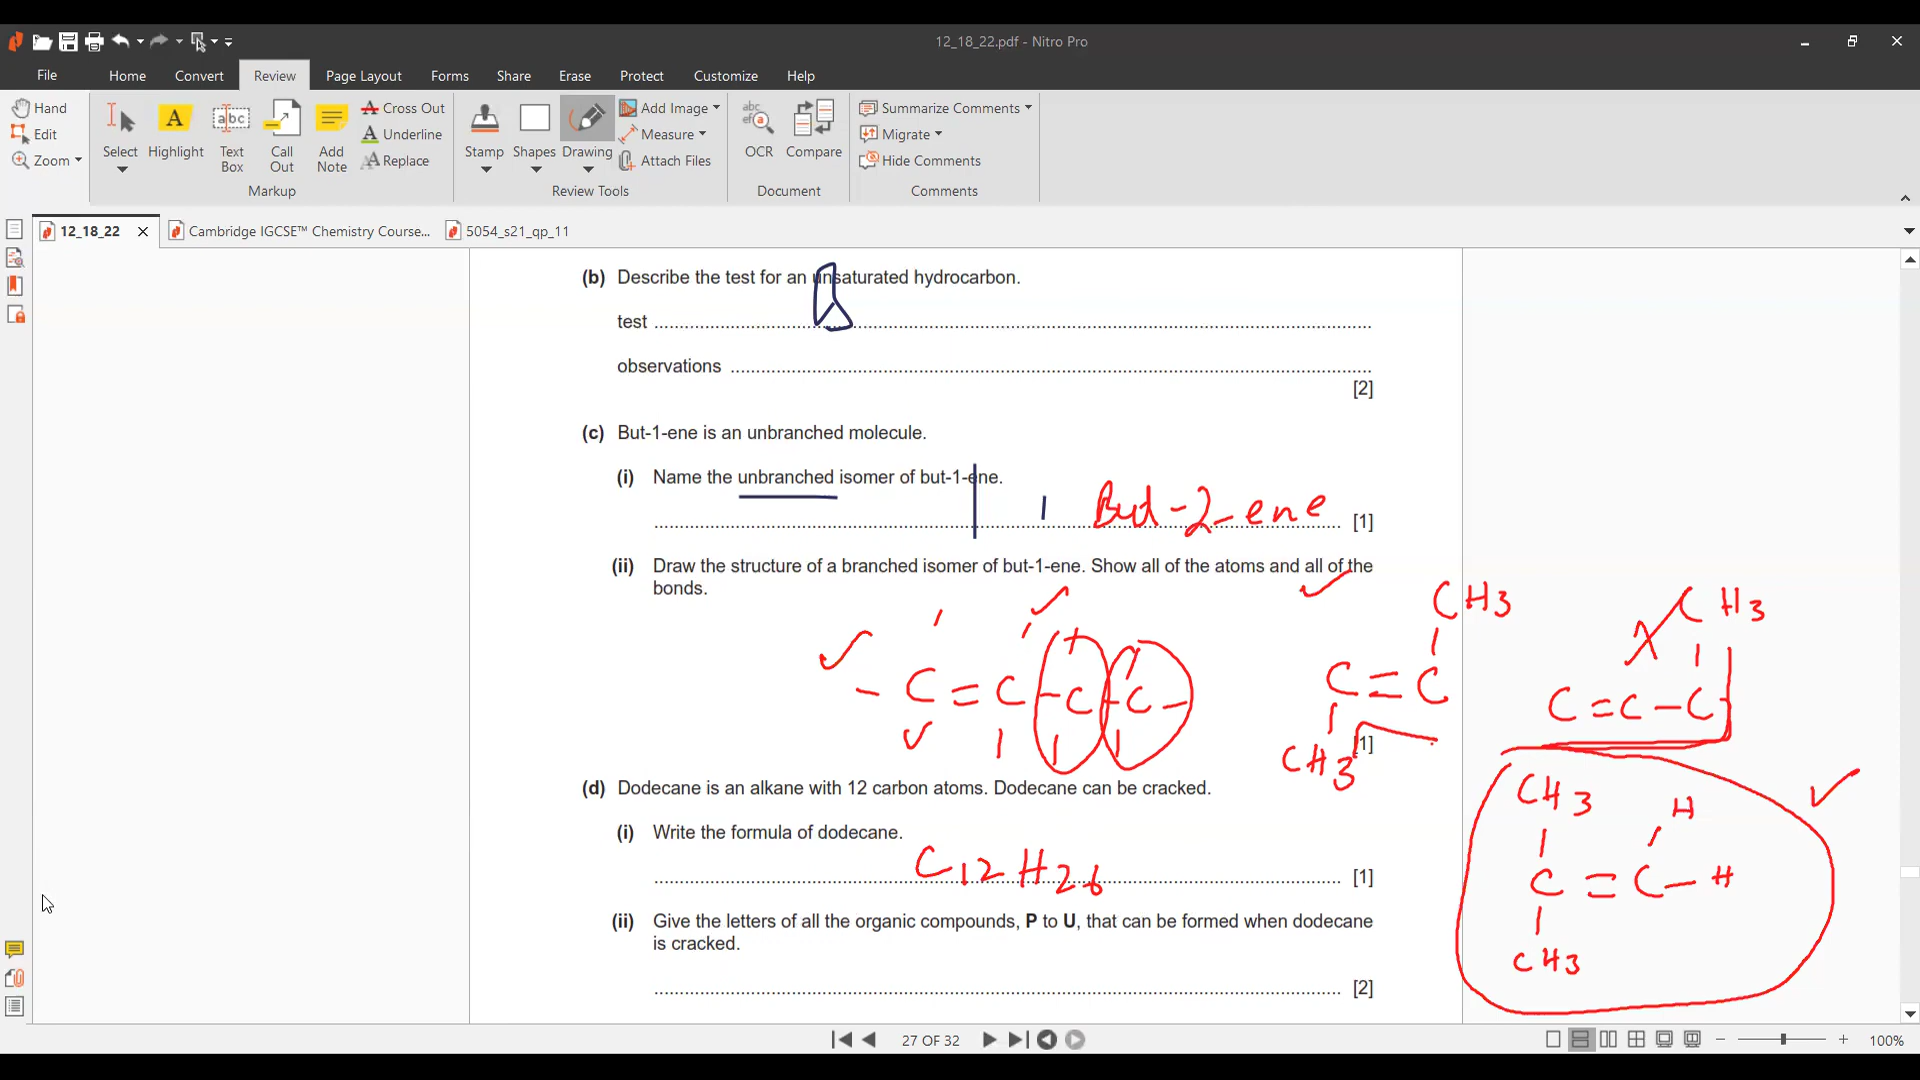 12_18_22.pdf - Nitro Pro
File Home Convert Review Page Layout Forms Share Erase Protect Customize Help
Hand
Edit
Zoom
Select
Highlight
Text Box
Call Out
Add Note
Cross Out
Underline
Replace
Markup
Stamp
Shapes
Drawing
Add Image
Measure
Attach Files
Review Tools
OCR
Compare
Document
Summarize Comments
Migrate
Hide Comments
Comments
12_18_22
Cambridge IGCSE™ Chemistry Course...
5054_s21_qp_11
(b) Describe the test for an unsaturated hydrocarbon.
test ........................................
observations ........................................
[2]
(c) But-1-ene is an unbranched molecule.
(i) Name the unbranched isomer of but-1-ene.
But-2-ene [1]
(ii) Draw the structure of a branched isomer of but-1-ene. Show all of the atoms and all of the
bonds.
CH3
CH3
- C = C - C - C -
C = C
C = C - C
CH3
[1]
(d) Dodecane is an alkane with 12 carbon atoms. Dodecane can be cracked.
CH3
H
(i) Write the formula of dodecane.
C12H26 [1]
C = C - H
(ii) Give the letters of all the organic compounds, P to U, that can be formed when dodecane
is cracked.
CH3
[2]
27 OF 32
100%